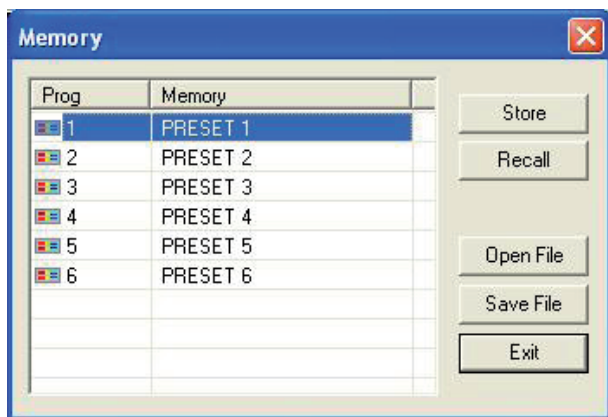 Memory
Prog Memory
1 PRESET 1
2 PRESET 2
3 PRESET 3
4 PRESET 4
5 PRESET 5
6 PRESET 6
Store
Recall
Open File
Save File
Exit